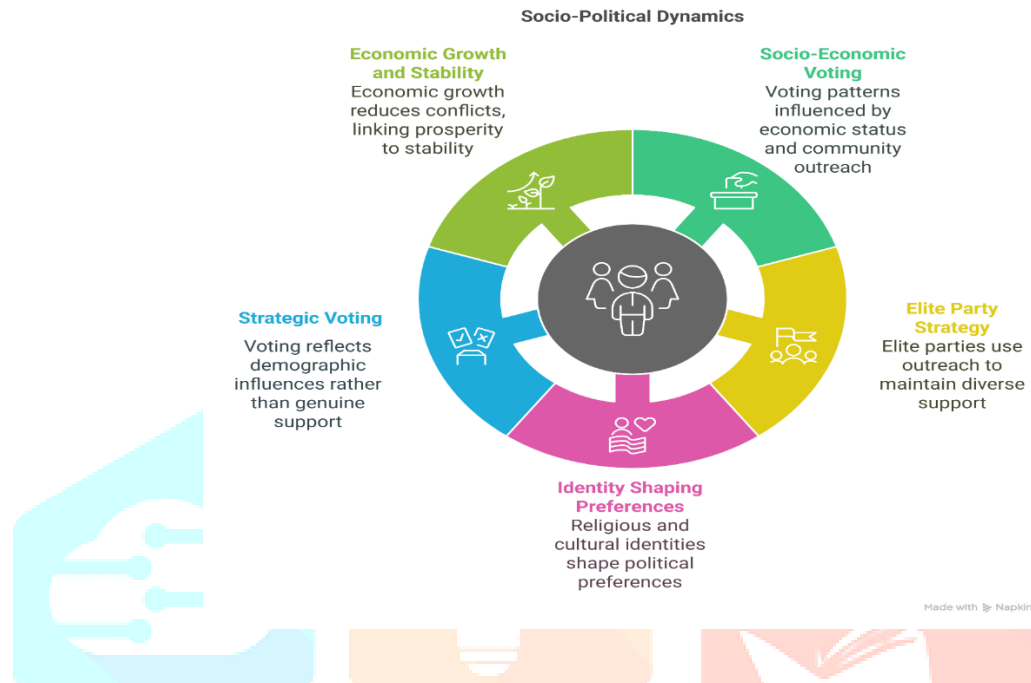 Socio-Political Dynamics
Economic Growth
and Stability
Economic growth
reduces conflicts,
linking prosperity
to stability
Socio-Economic
Voting
Voting patterns
influenced by
economic status
and community
outreach
Strategic Voting
Voting reflects
demographic
influences rather
than genuine
support
Elite Party
Strategy
Elite parties use
outreach to
maintain diverse
support
Identity Shaping
Preferences
Religious and
cultural identities
shape political
preferences
Made with Napkin